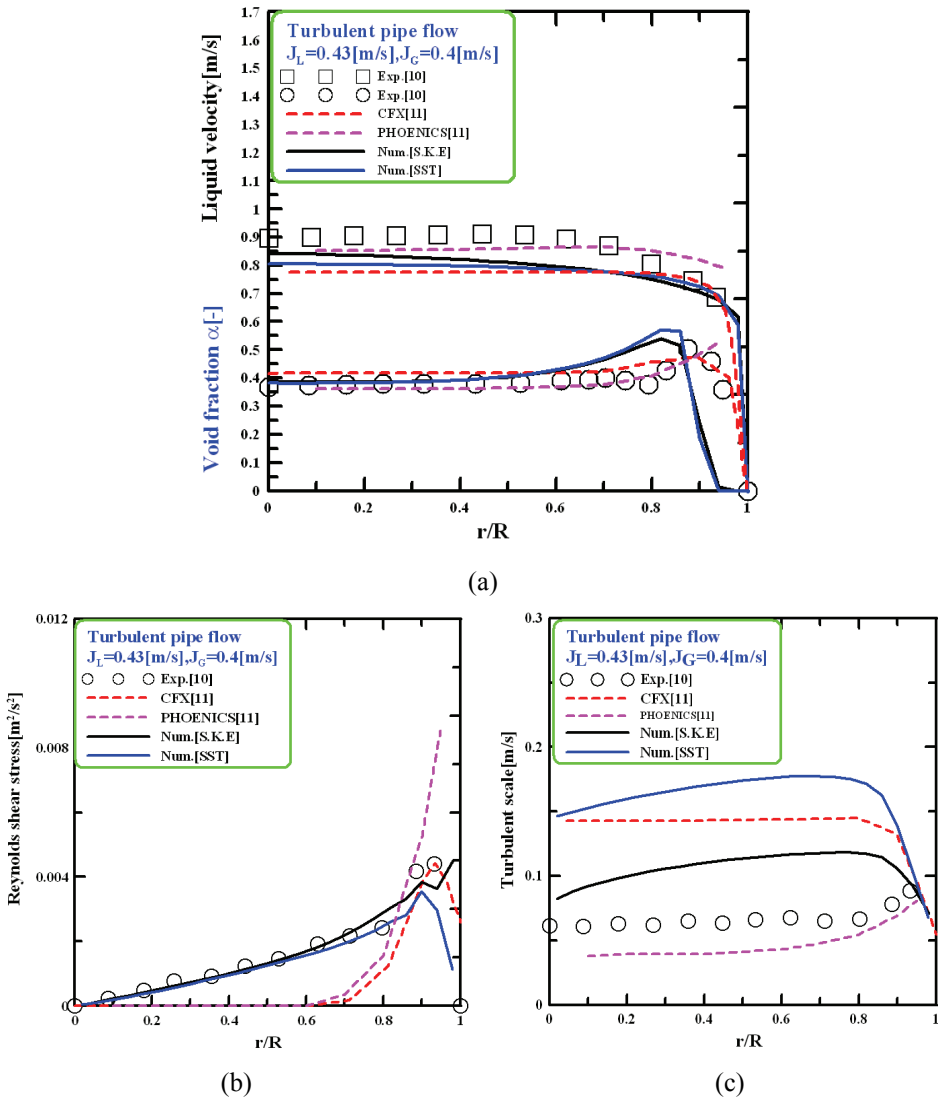 Liquid velocity[m/s]
Void fraction α[-]
1.7
1.6
1.5
1.4
1.3
1.2
1.1
1
0.9
0.8
0.7
0.6
0.5
0.4
0.3
0.2
0.1
0
Turbulent pipe flow
J_L=0.43[m/s],J_G=0.4[m/s]
Exp.[10]
Exp.[10]
CFX[11]
PHOENICS[11]
Num.[S.K.E]
Num.[SST]
0 0.2 0.4 0.6 0.8 1
r/R
(a)
Reynolds shear stress[m²/s²]
0.012
0.008
0.004
0
Turbulent pipe flow
J_L=0.43[m/s],J_G=0.4[m/s]
Exp.[10]
CFX[11]
PHOENICS[11]
Num.[S.K.E]
Num.[SST]
0 0.2 0.4 0.6 0.8 1
r/R
(b)
Turbulent scale[m/s]
0.3
0.2
0.1
0
Turbulent pipe flow
J_L=0.43[m/s],JG=0.4[m/s]
Exp.[10]
CFX[11]
PHOENICS[11]
Num.[S.K.E]
Num.[SST]
0 0.2 0.4 0.6 0.8 1
r/R
(c)